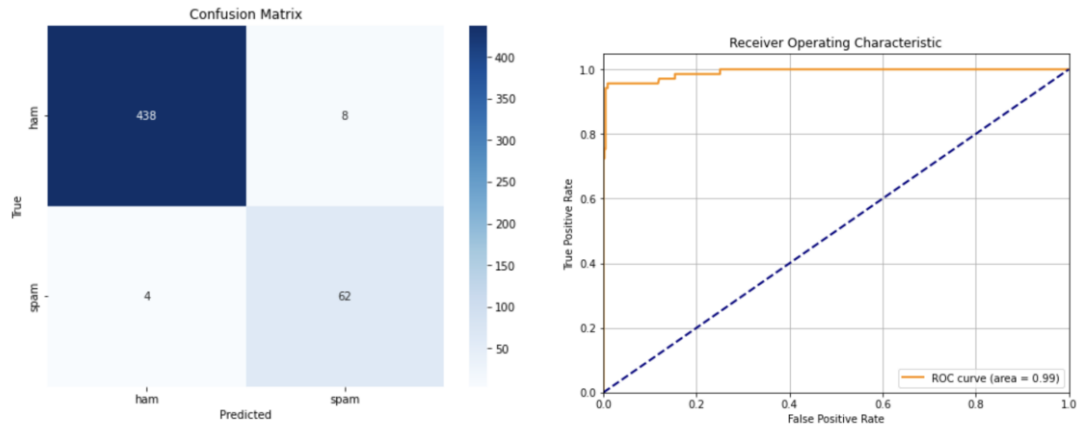 Confusion Matrix
ham
438
8
True
spam
4
62
ham
spam
Predicted
400
350
300
250
200
150
100
50
Receiver Operating Characteristic
1.0
0.8
0.6
0.4
0.2
0.0
True Positive Rate
0.0
0.2
0.4
0.6
0.8
1.0
False Positive Rate
ROC curve (area = 0.99)